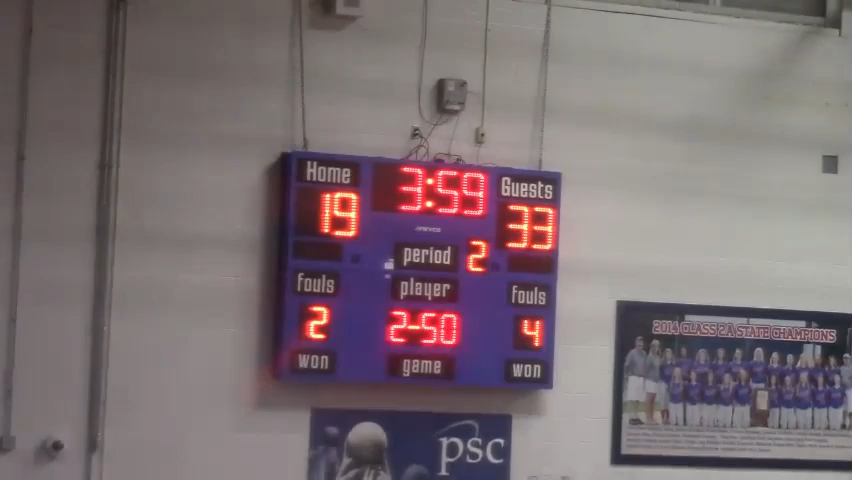 Home 3:59 Guests
19 33
period 2
fouls player fouls
2 2-50 4
won game won
2014 CLASS 2A STATE CHAMPIONS
psc